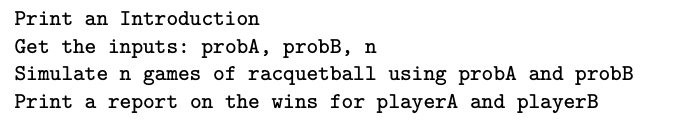 Print an Introduction
Get the inputs: probA, probB, n
Simulate n games of racquetball using probA and probB
Print a report on the wins for playerA and playerB